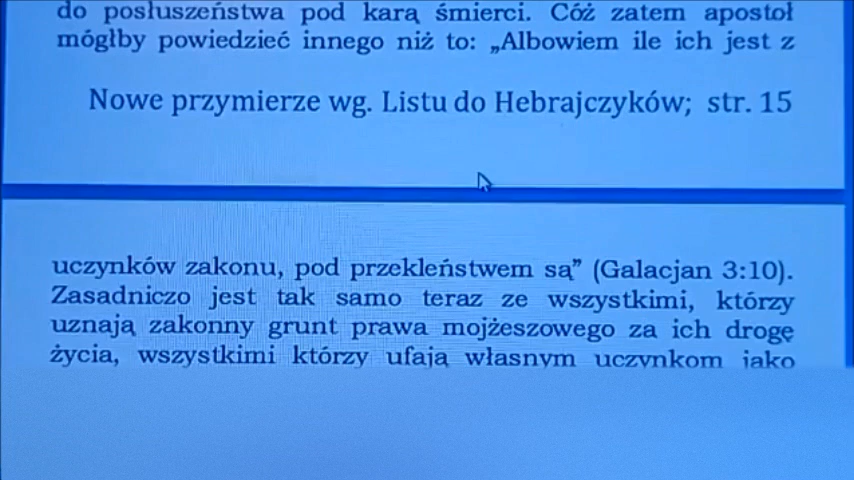 do posłuszeństwa pod karą śmierci. Cóż zatem apostoł
mógłby powiedzieć innego niż to: „Albowiem ile ich jest z
Nowe przymierze wg. Listu do Hebrajczyków; str. 15
uczynków zakonu, pod przekleństwem są” (Galacjan 3:10).
Zasadniczo jest tak samo teraz ze wszystkimi, którzy
uznają zakonny grunt prawa mojżeszowego za ich drogę
życia, wszystkimi którzy ufają własnym uczynkom jako